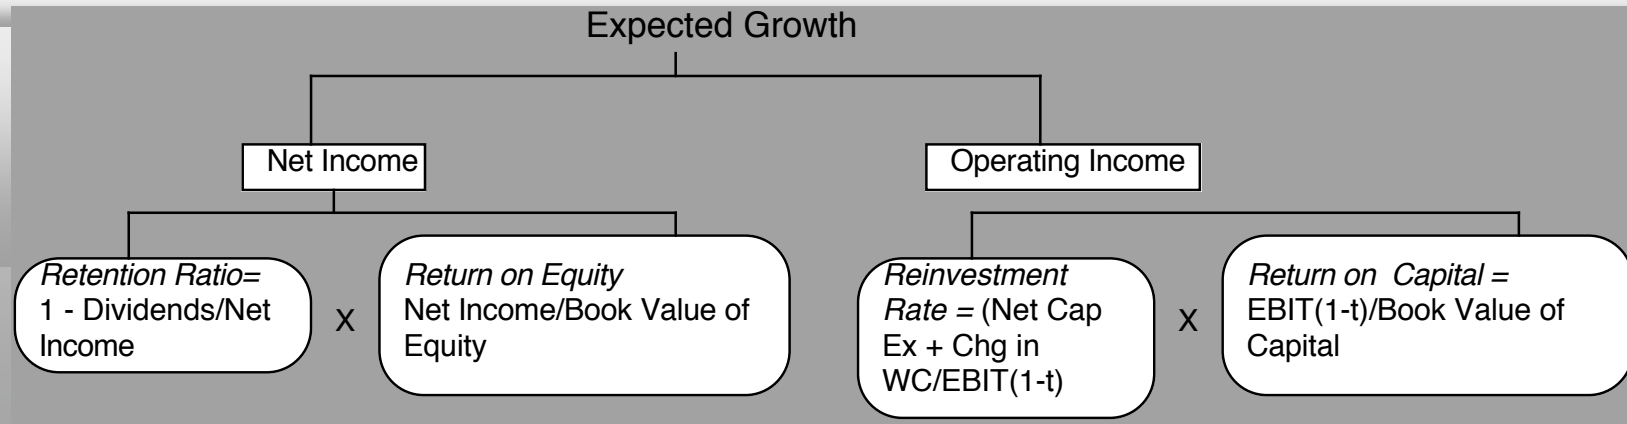 Expected Growth
Net Income
Operating Income
Retention Ratio=
1 - Dividends/Net
Income
X
Return on Equity
Net Income/Book Value of
Equity
Reinvestment
Rate = (Net Cap
Ex + Chg in
WC/EBIT(1-t)
X
Return on Capital =
EBIT(1-t)/Book Value of
Capital